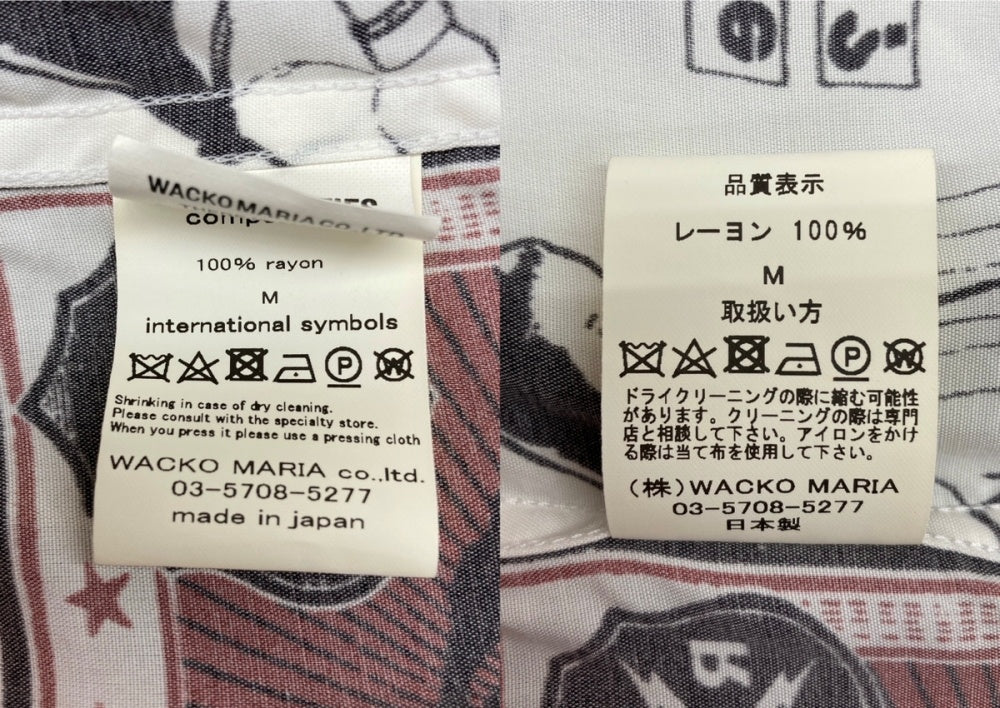 WACKO MARIA CO., LTD
100% rayon
M
international symbols
P
W
Shrinking in case of dry cleaning.
Please consult with the specialty store.
When you press it please use a pressing cloth
WACKO MARIA co.,ltd.
03-5708-5277
made in japan
品質表示
レーヨン 100%
M
取扱い方
P
W
ドライクリーニングの際に縮む可能性
があります。クリーニングの際は専門
店と相談して下さい。アイロンをかけ
る際は当て布を使用して下さい。
(株)WACKO MARIA
03-5708-5277
日本製